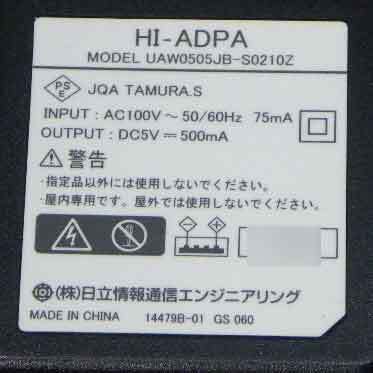 HI-ADPA
MODEL UAW0505JB-S0210Z
PS
E
JQA TAMURA.S
INPUT : AC100V ～ 50/60Hz 75mA
OUTPUT : DC5V ⎓ 500mA
警告
・指定品以外には使用しないでください。
・屋内専用です。屋外では使用しないでください。
㈱日立情報通信エンジニアリング
MADE IN CHINA 14479B-01 GS 060